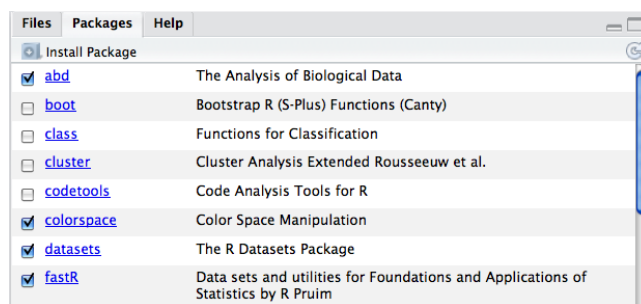 Files Packages Help
Install Package
abd The Analysis of Biological Data
boot Bootstrap R (S-Plus) Functions (Canty)
class Functions for Classification
cluster Cluster Analysis Extended Rousseeuw et al.
codetools Code Analysis Tools for R
colorspace Color Space Manipulation
datasets The R Datasets Package
fastR Data sets and utilities for Foundations and Applications of
Statistics by R Pruim